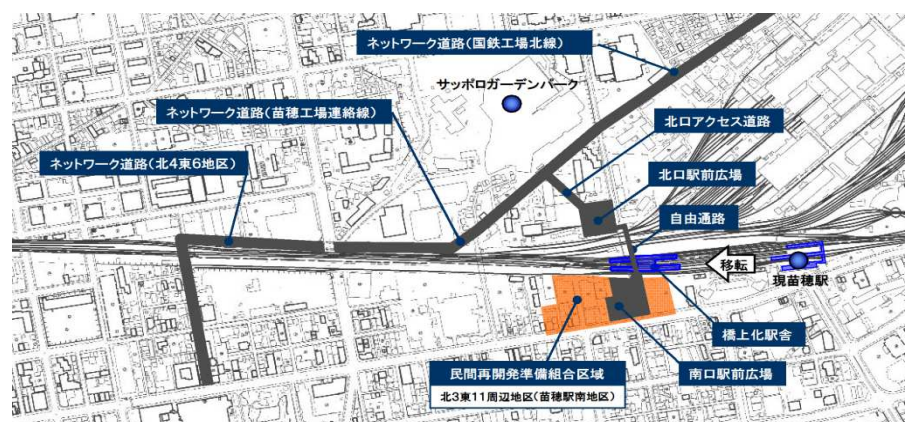 ネットワーク道路(国鉄工場北線)
サッポロガーデンパーク
ネットワーク道路(苗穂工場連絡線)
北口アクセス道路
ネットワーク道路(北4東6地区)
北口駅前広場
自由通路
移転
現苗穂駅
橋上化駅舎
民間再開発準備組合区域
南口駅前広場
北3東11周辺地区(苗穂駅南地区)